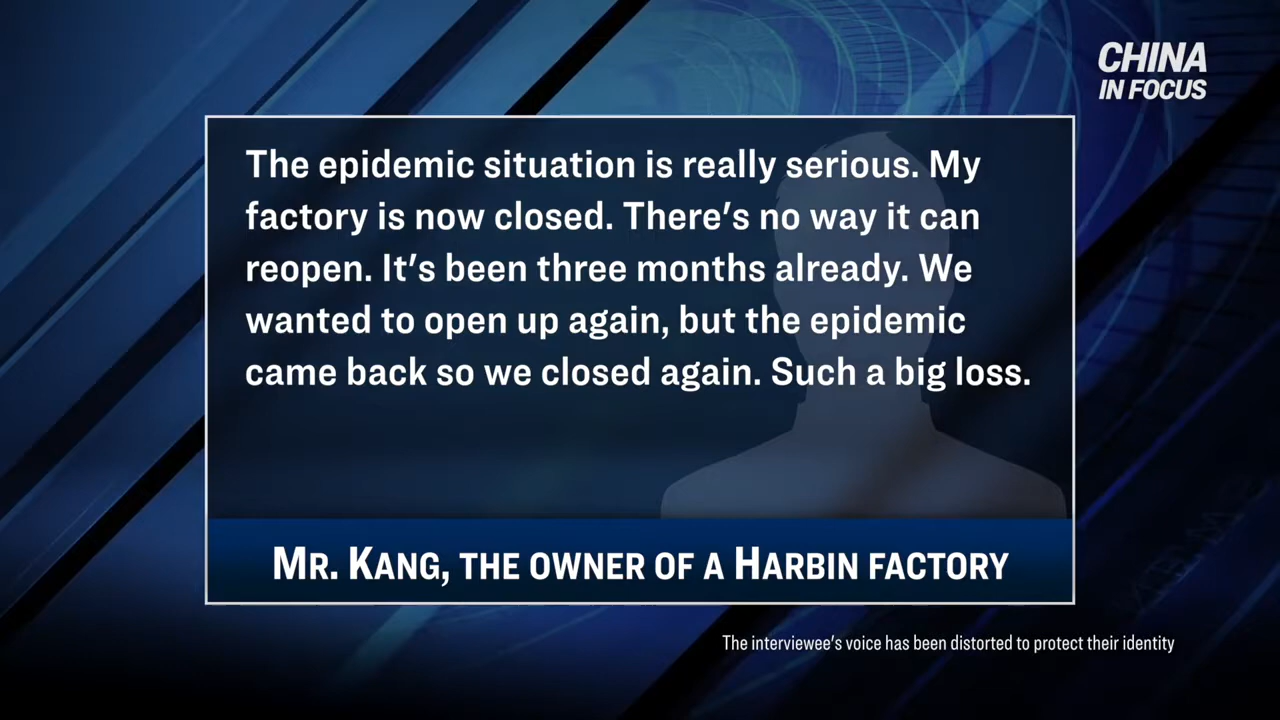 CHINA
IN FOCUS
The epidemic situation is really serious. My
factory is now closed. There's no way it can
reopen. It's been three months already. We
wanted to open up again, but the epidemic
came back so we closed again. Such a big loss.
MR. KANG, THE OWNER OF A HARBIN FACTORY
The interviewee's voice has been distorted to protect their identity